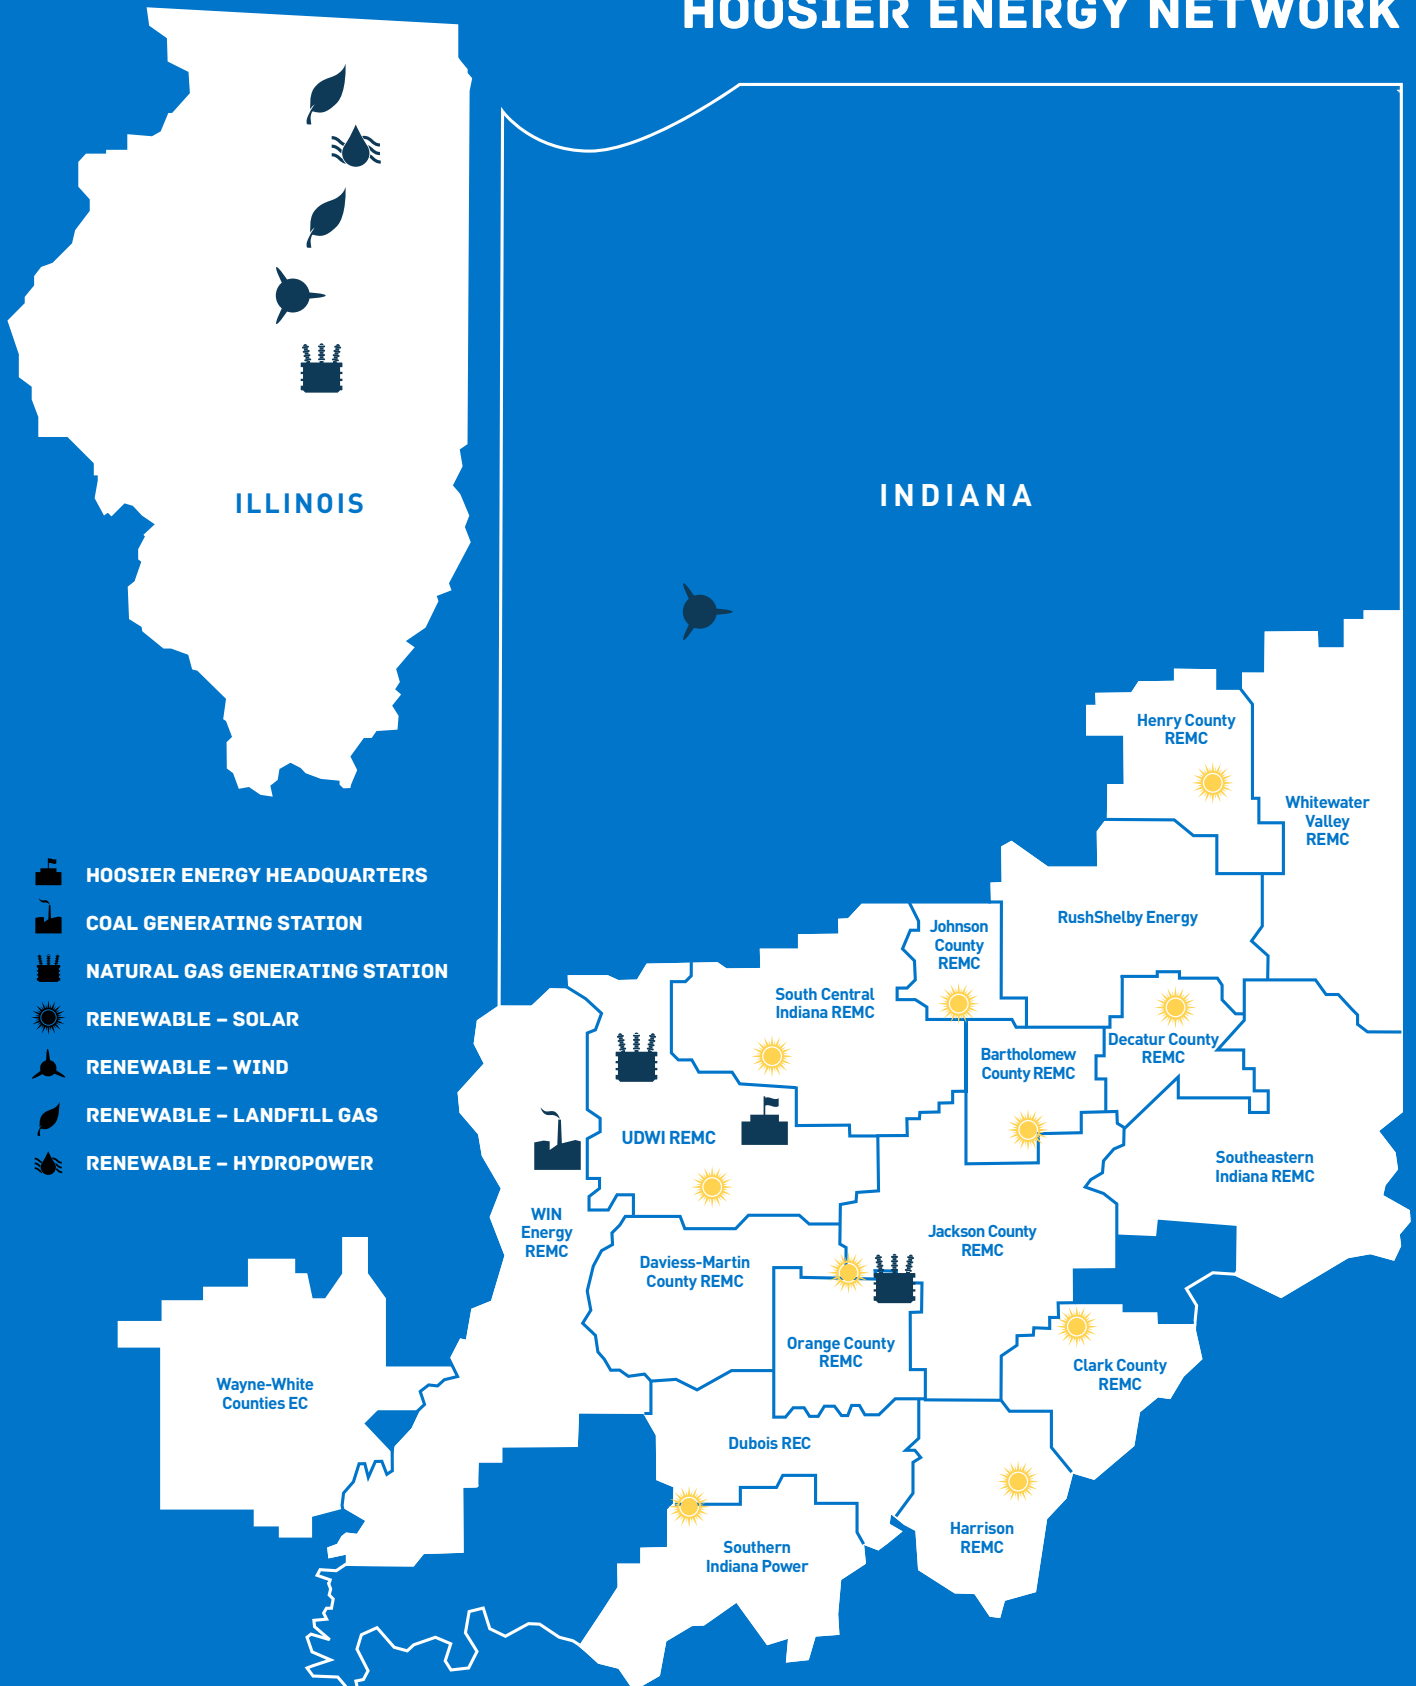 HOOSIER ENERGY NETWORK
ILLINOIS
INDIANA
Henry County
REMC
Whitewater
Valley
REMC
HOOSIER ENERGY HEADQUARTERS
COAL GENERATING STATION
NATURAL GAS GENERATING STATION
RENEWABLE – SOLAR
RENEWABLE – WIND
RENEWABLE – LANDFILL GAS
RENEWABLE – HYDROPOWER
RushShelby Energy
Johnson
County
REMC
South Central
Indiana REMC
Bartholomew
County REMC
Decatur County
REMC
UDWI REMC
Southeastern
Indiana REMC
WIN
Energy
REMC
Jackson County
REMC
Daviess-Martin
County REMC
Orange County
REMC
Clark County
REMC
Wayne-White
Counties EC
Dubois REC
Harrison
REMC
Southern
Indiana Power